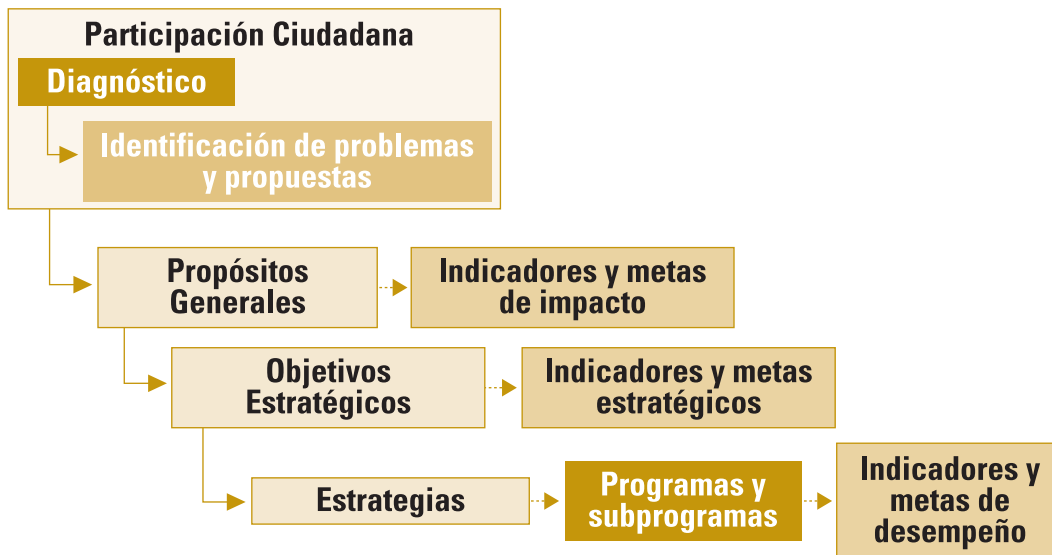 Participación Ciudadana
Diagnóstico
Identificación de problemas
y propuestas
Propósitos
Generales
Indicadores y metas
de impacto
Objetivos
Estratégicos
Indicadores y metas
estratégicos
Estrategias
Programas y
subprogramas
Indicadores y
metas de
desempeño